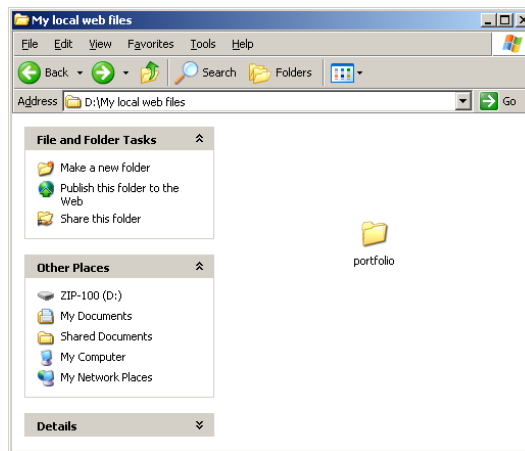 My local web files
File Edit View Favorites Tools Help
Back Search Folders
Address D:\My local web files Go
File and Folder Tasks
Make a new folder
Publish this folder to the
Web
Share this folder
Other Places
ZIP-100 (D:)
My Documents
Shared Documents
My Computer
My Network Places
Details
portfolio